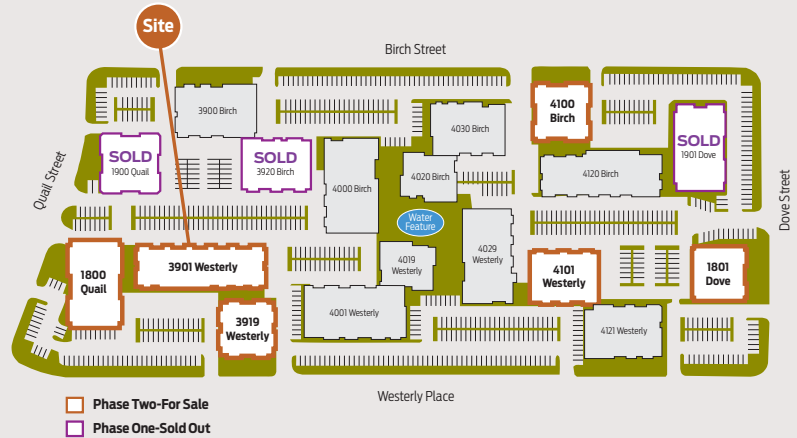 Site
Birch Street
3900 Birch
4030 Birch
4100
Birch
SOLD
1900 Quail
SOLD
3920 Birch
SOLD
1901 Dove
4000 Birch
4020 Birch
4120 Birch
Quail Street
Dove Street
Water
Feature
1800
Quail
3901 Westerly
4019
Westerly
4029
Westerly
4101
Westerly
1801
Dove
3919
Westerly
4001 Westerly
4121 Westerly
Westerly Place
Phase Two-For Sale
Phase One-Sold Out